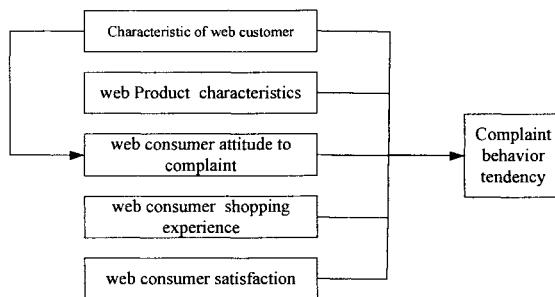 Characteristic of web customer
web Product characteristics
web consumer attitude to
complaint
web consumer shopping
experience
web consumer satisfaction
Complaint
behavior
tendency